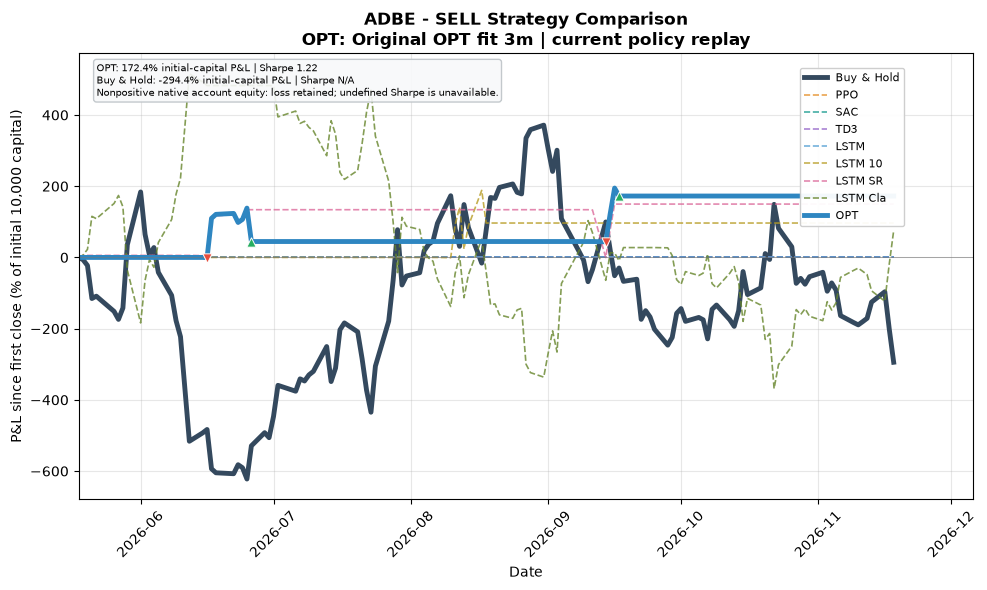 ADBE - SELL Strategy Comparison
OPT: Original OPT fit 3m | current policy replay
OPT: 172.4% initial-capital P&L | Sharpe 1.22
Buy & Hold: -294.4% initial-capital P&L | Sharpe N/A
Nonpositive native account equity: loss retained; undefined Sharpe is unavailable.
Buy & Hold
PPO
SAC
TD3
LSTM
LSTM 10
LSTM SR
LSTM Cla
OPT
P&L since first close (% of initial 10,000 capital)
400
200
0
−200
−400
−600
2026-06
2026-07
2026-08
2026-09
2026-10
2026-11
2026-12
Date